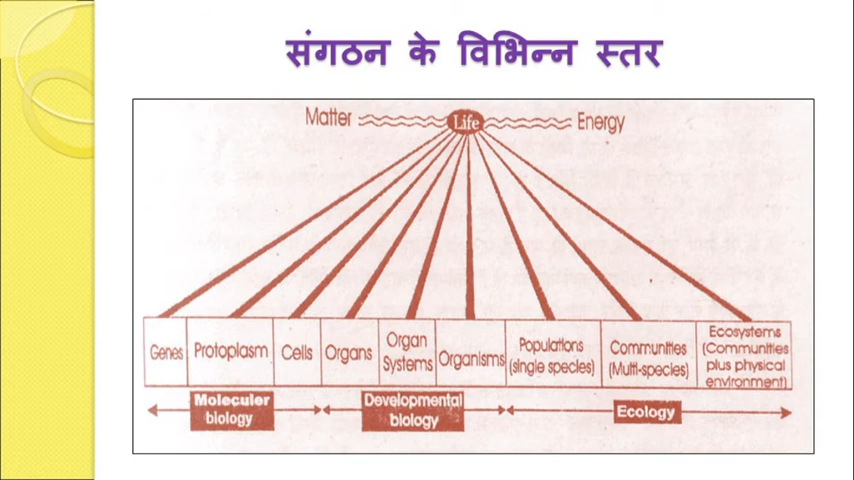 संगठन के विभिन्न स्तर
Matter Life Energy
Genes
Protoplasm
Cells
Organs
Organ
Systems
Organisms
Populations
(single species)
Communities
(Multi-species)
Ecosystems
(Communities
plus physical
environment)
Moleculer
biology
Developmental
biology
Ecology